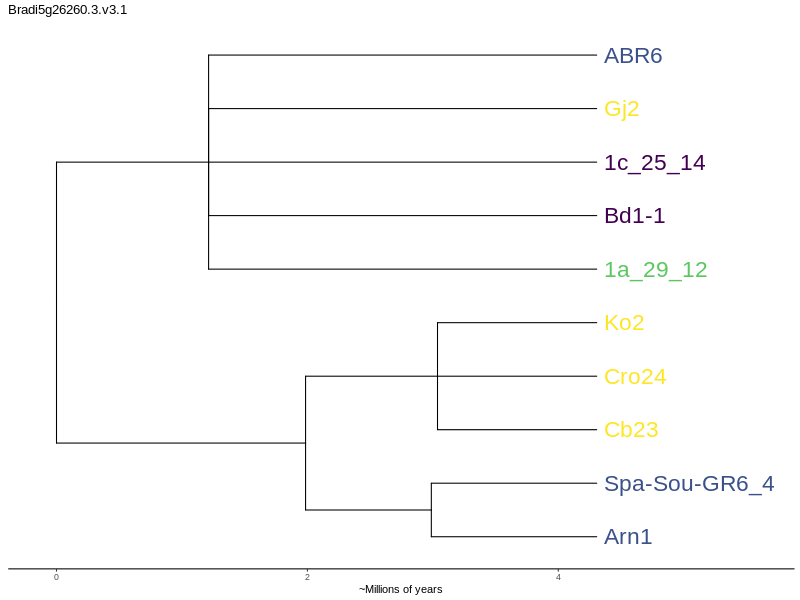 Bradi5g26260.3.v3.1
ABR6
Gj2
1c_25_14
Bd1-1
1a_29_12
Ko2
Cro24
Cb23
Spa-Sou-GR6_4
Arn1
0 2 4
~Millions of years